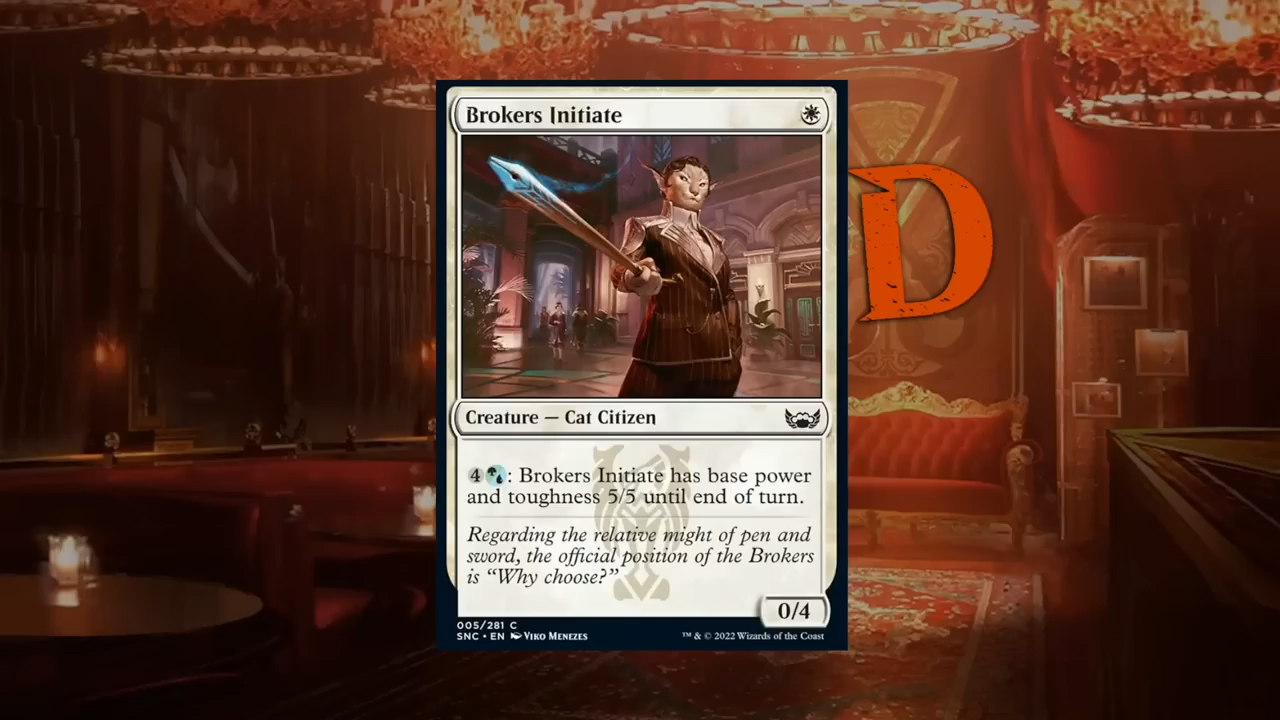 Brokers Initiate
D
Creature — Cat Citizen
4: Brokers Initiate has base power
and toughness 5/5 until end of turn.
Regarding the relative might of pen and
sword, the official position of the Brokers
is “Why choose?”
0/4
005/281 C
SNC • EN Viko Menezes
™ & © 2022 Wizards of the Coast